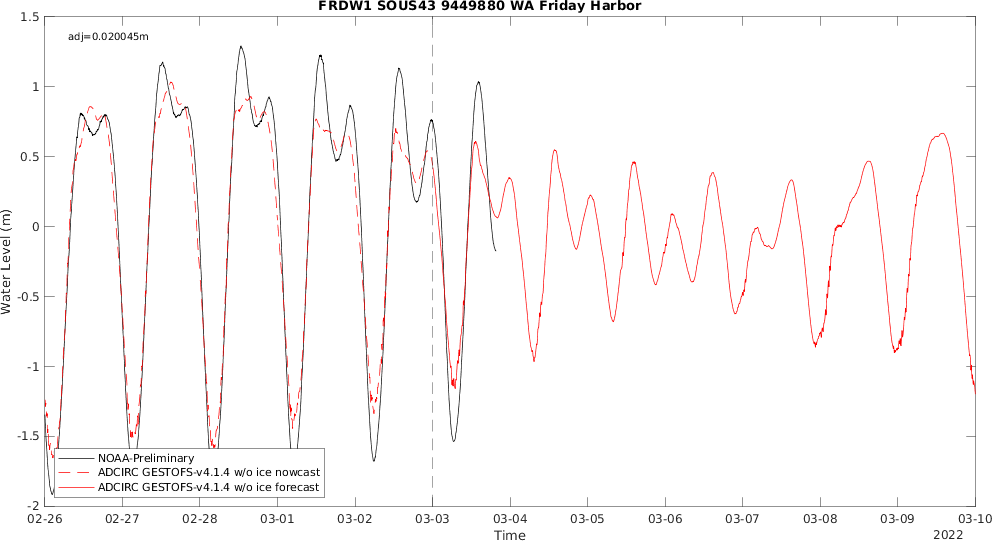 FRDW1 SOUS43 9449880 WA Friday Harbor
adj=0.020045m
1.5
1
0.5
0
-0.5
-1
-1.5
-2
Water Level (m)
NOAA-Preliminary
ADCIRC GESTOFS-v4.1.4 w/o ice nowcast
ADCIRC GESTOFS-v4.1.4 w/o ice forecast
02-26 02-27 02-28 03-01 03-02 03-03 03-04 03-05 03-06 03-07 03-08 03-09 03-10
Time
2022